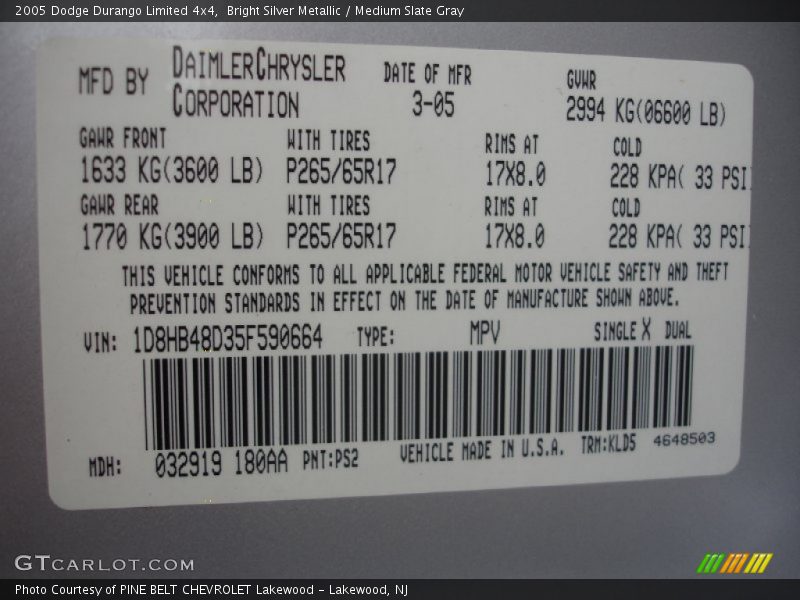 2005 Dodge Durango Limited 4x4,  Bright Silver Metallic / Medium Slate Gray
MFD BY DAIMLERCHRYSLER CORPORATION DATE OF MFR 3-05 GVWR 2994 KG(06600 LB)
GAWR FRONT WITH TIRES RIMS AT COLD
1633 KG(3600 LB) P265/65R17 17X8.0 228 KPA( 33 PSI
GAWR REAR WITH TIRES RIMS AT COLD
1770 KG(3900 LB) P265/65R17 17X8.0 228 KPA( 33 PSI
THIS VEHICLE CONFORMS TO ALL APPLICABLE FEDERAL MOTOR VEHICLE SAFETY AND THEFT
PREVENTION STANDARDS IN EFFECT ON THE DATE OF MANUFACTURE SHOWN ABOVE.
VIN: 1D8HB48D35F590664 TYPE: MPV SINGLE X DUAL
MDH: 032919 180AA PNT:PS2 VEHICLE MADE IN U.S.A. TRM:KLD5 4648503
GTCARLOT.COM
Photo Courtesy of PINE BELT CHEVROLET Lakewood - Lakewood, NJ